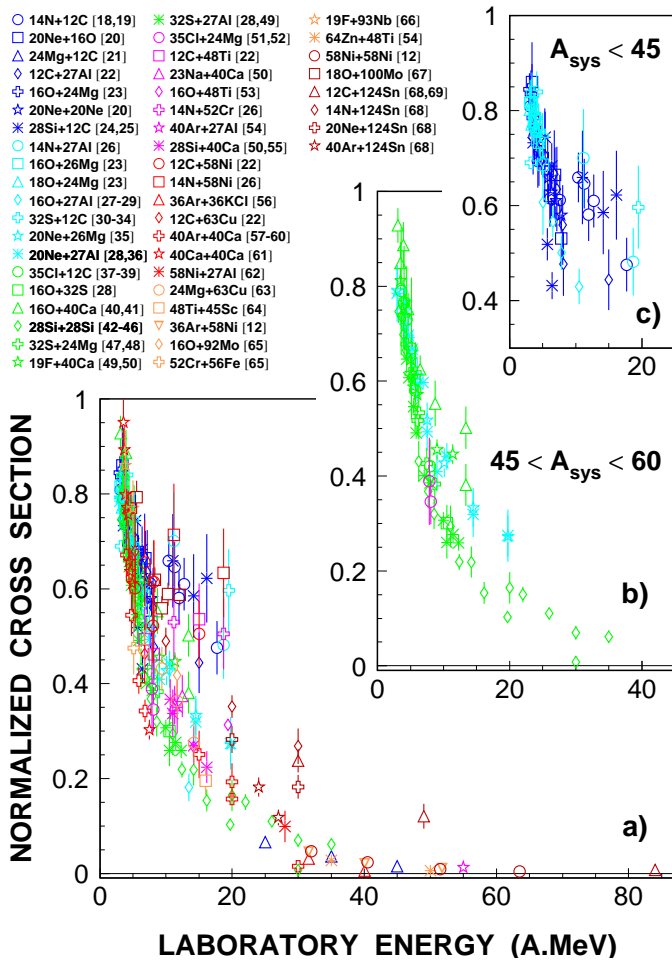 14N+12C [18,19]
20Ne+16O [20]
24Mg+12C [21]
12C+27Al [22]
16O+24Mg [23]
20Ne+20Ne [20]
28Si+12C [24,25]
14N+27Al [26]
16O+26Mg [23]
18O+24Mg [23]
16O+27Al [27-29]
32S+12C [30-34]
20Ne+26Mg [35]
20Ne+27Al [28,36]
35Cl+12C [37-39]
16O+32S [28]
16O+40Ca [40,41]
28Si+28Si [42-46]
32S+24Mg [47,48]
19F+40Ca [49,50]
32S+27Al [28,49]
35Cl+24Mg [51,52]
12C+48Ti [22]
23Na+40Ca [50]
16O+48Ti [53]
14N+52Cr [26]
40Ar+27Al [54]
28Si+40Ca [50,55]
12C+58Ni [22]
14N+58Ni [26]
36Ar+36KCl [56]
12C+63Cu [22]
40Ar+40Ca [57-60]
40Ca+40Ca [61]
58Ni+27Al [62]
24Mg+63Cu [63]
48Ti+45Sc [64]
36Ar+58Ni [12]
16O+92Mo [65]
52Cr+56Fe [65]
19F+93Nb [66]
64Zn+48Ti [54]
58Ni+58Ni [12]
18O+100Mo [67]
12C+124Sn [68,69]
14N+124Sn [68]
20Ne+124Sn [68]
40Ar+124Sn [68]
A_sys < 45
1
0.8
0.6
0.4
c)
0 10 20
1
0.8
0.6
0.4
0.2
0
45 < A_sys < 60
b)
0 20 40
NORMALIZED CROSS SECTION
1
0.8
0.6
0.4
0.2
0
a)
0 20 40 60 80
LABORATORY ENERGY (A.MeV)